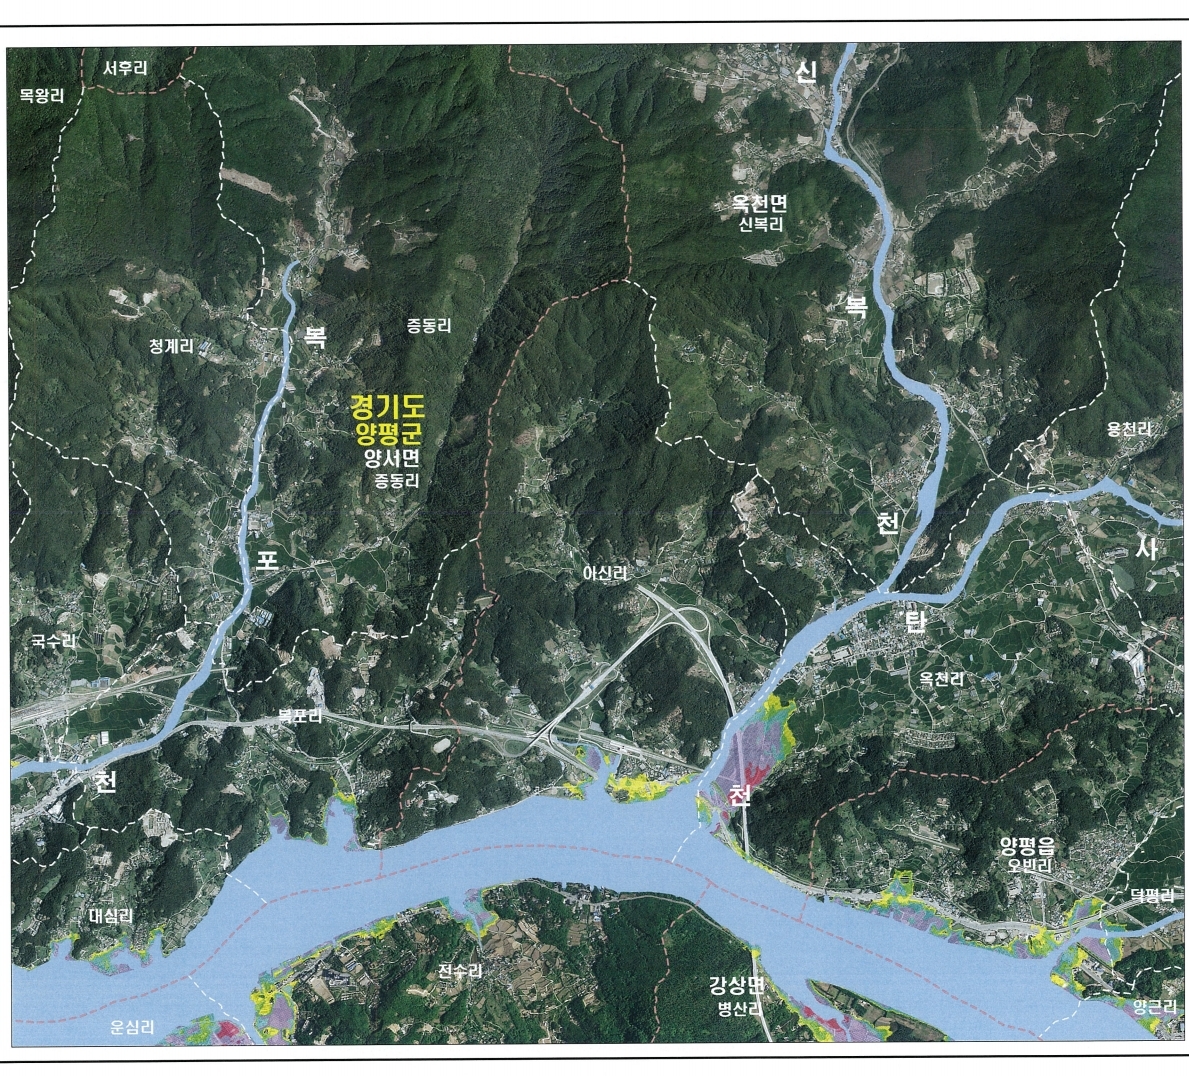 서후리
목왕리
신
옥천면
신복리
복
증동리
복
청계리
경기도
양평군
양서면
증동리
용천리
천
사
포
아신리
탄
국수리
옥천리
복포리
천
천
양평읍
오빈리
덕평리
대심리
전수리
강상면
병산리
양근리
운심리